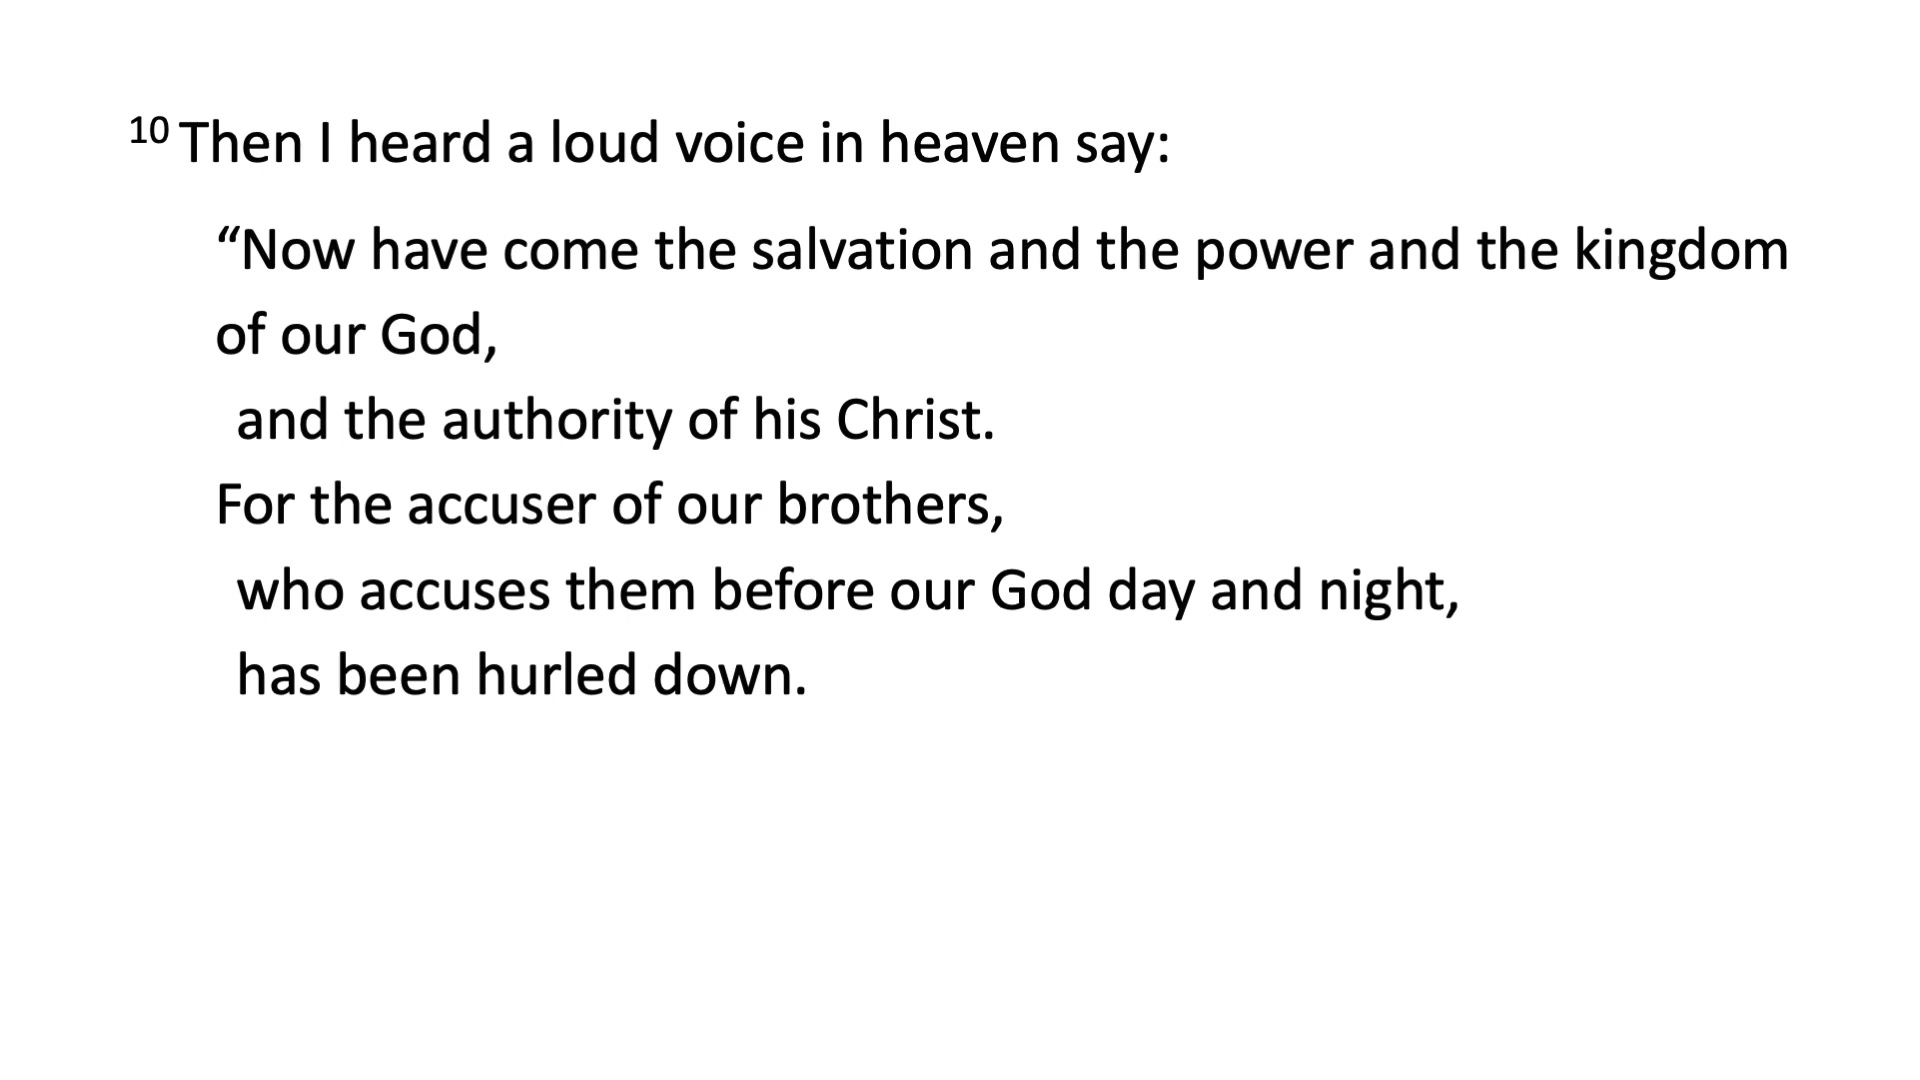 10 Then I heard a loud voice in heaven say:
“Now have come the salvation and the power and the kingdom
of our God,
and the authority of his Christ.
For the accuser of our brothers,
who accuses them before our God day and night,
has been hurled down.